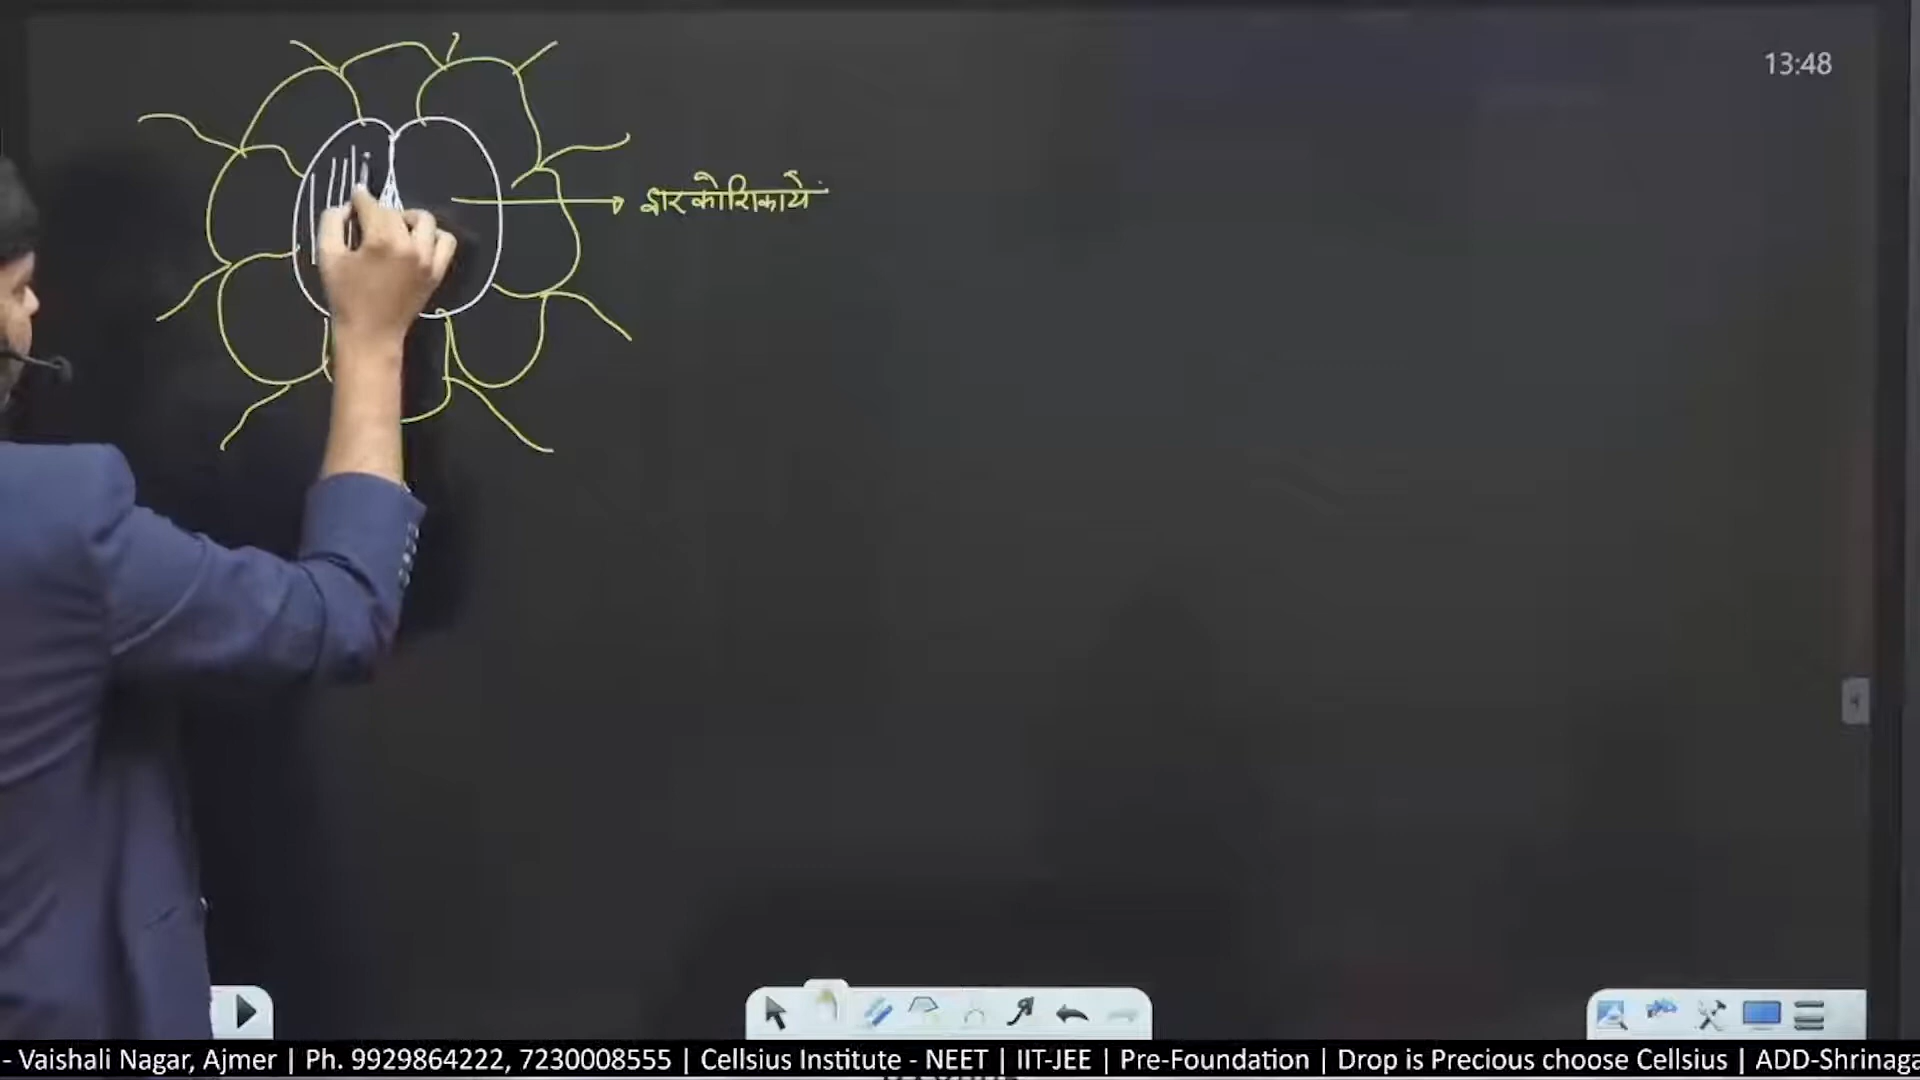 13:48
द्वार कोशिकाये
- Vaishali Nagar, Ajmer | Ph. 9929864222, 7230008555 | Cellsius Institute - NEET | IIT-JEE | Pre-Foundation | Drop is Precious choose Cellsius | ADD-Shrinaga